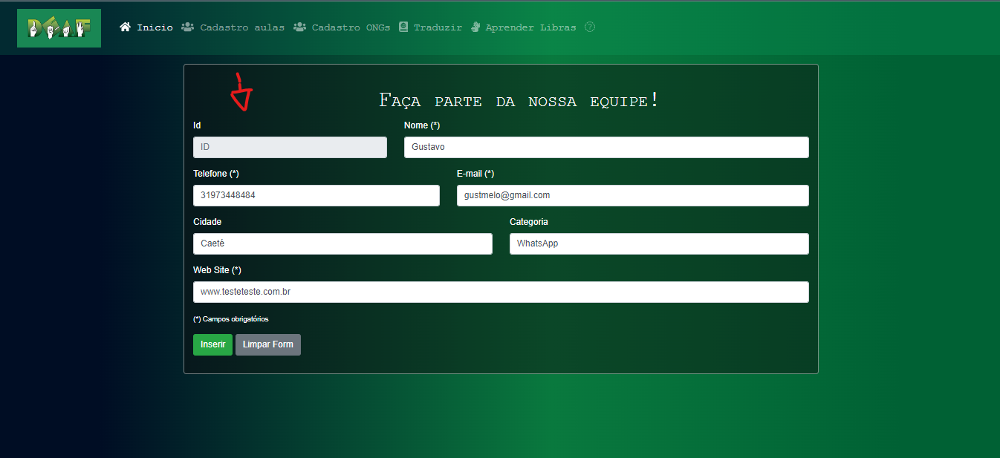 DEAF
Inicio Cadastro aulas Cadastro ONGs Traduzir Aprender Libras
Faça parte da nossa equipe!
Id Nome (*)
ID Gustavo
Telefone (*) E-mail (*)
31973448484 gustmelo@gmail.com
Cidade Categoria
Caeté WhatsApp
Web Site (*)
www.testeteste.com.br
(*) Campos obrigatórios
Inserir Limpar Form